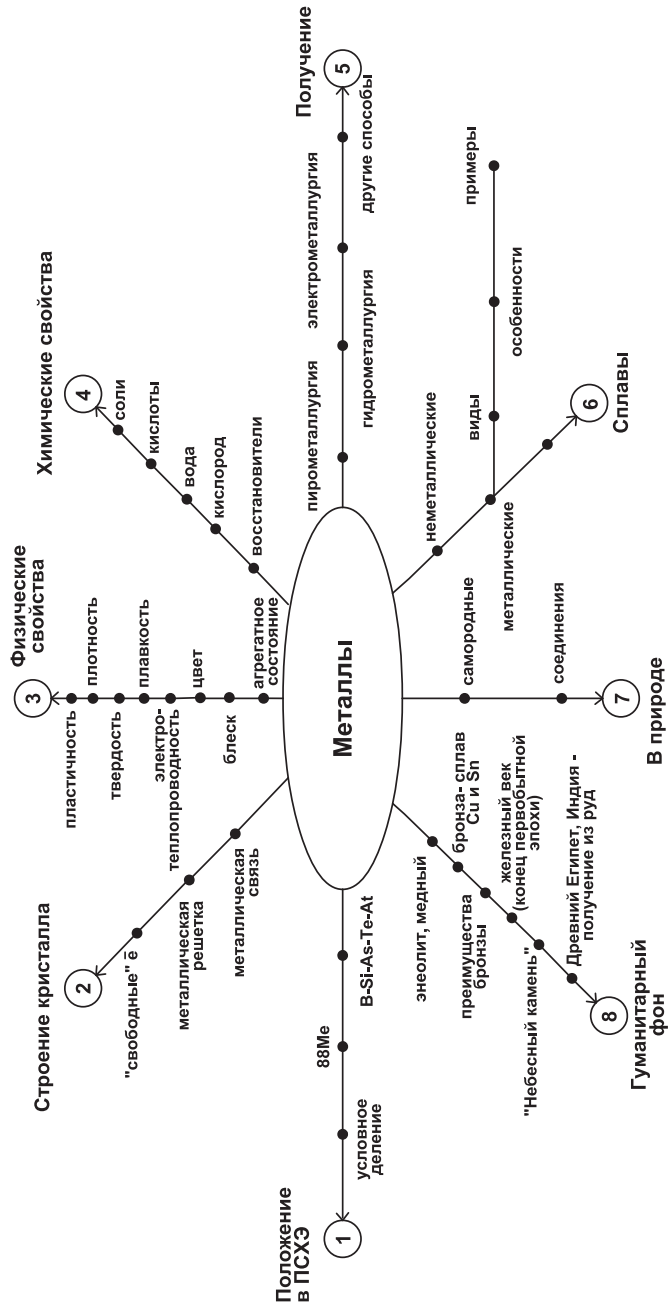 Металлы
1
Положение
в ПСХЭ
условное
деление
88Ме
B-Si-As-Te-At
2
Строение кристалла
"свободные" ē
металлическая
решетка
металлическая
связь
3
Физические
свойства
пластичность
плотность
твердость
плавкость
электро-
теплопроводность
цвет
блеск
агрегатное
состояние
4
Химические свойства
соли
кислоты
вода
кислород
восстановители
5
Получение
пирометаллургия
гидрометаллургия
электрометаллургия
другие способы
6
Сплавы
неметаллические
металлические
виды
особенности
примеры
7
В природе
самородные
соединения
8
Гуманитарный
фон
энеолит, медный
бронза- сплав
Cu и Sn
преимущества
бронзы
железный век
(конец первобытной
эпохи)
"Небесный камень"
Древний Египет, Индия -
получение из руд